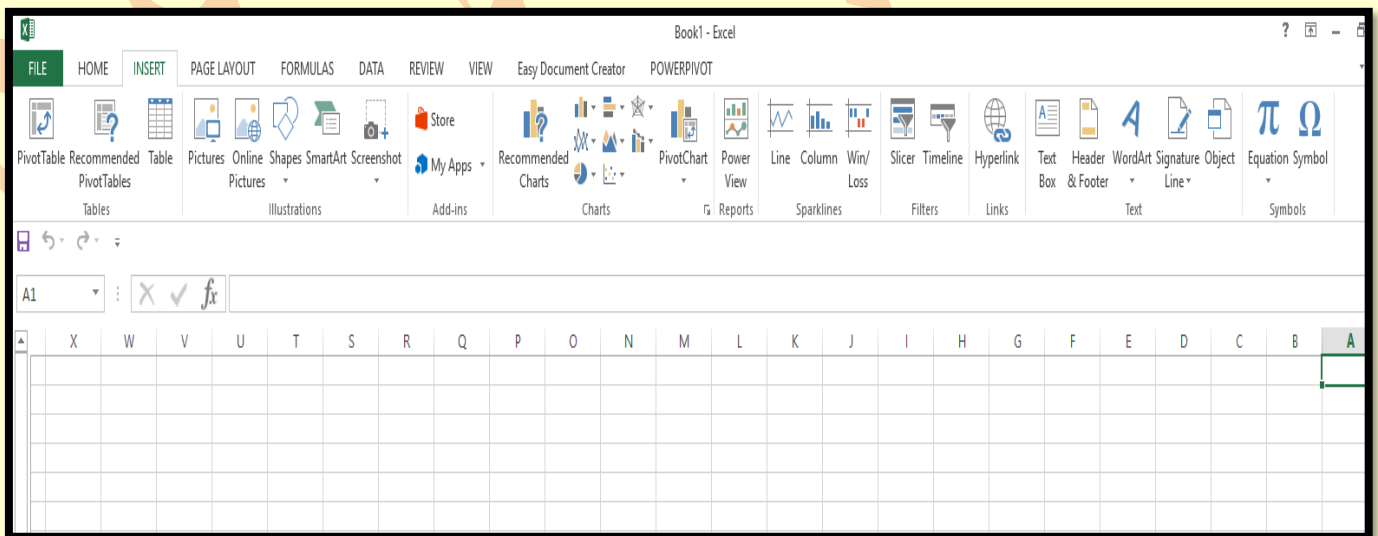 Book1 - Excel
FILE HOME INSERT PAGE LAYOUT FORMULAS DATA REVIEW VIEW Easy Document Creator POWERPIVOT
PivotTable Recommended PivotTables Table Pictures Online Pictures Shapes SmartArt Screenshot Store My Apps Recommended Charts PivotChart Power View Line Column Win/ Loss Slicer Timeline Hyperlink Text Box Header & Footer WordArt Signature Line Object Equation Symbol
Tables Illustrations Add-ins Charts Reports Sparklines Filters Links Text Symbols
A1 fx
X W V U T S R Q P O N M L K J I H G F E D C B A